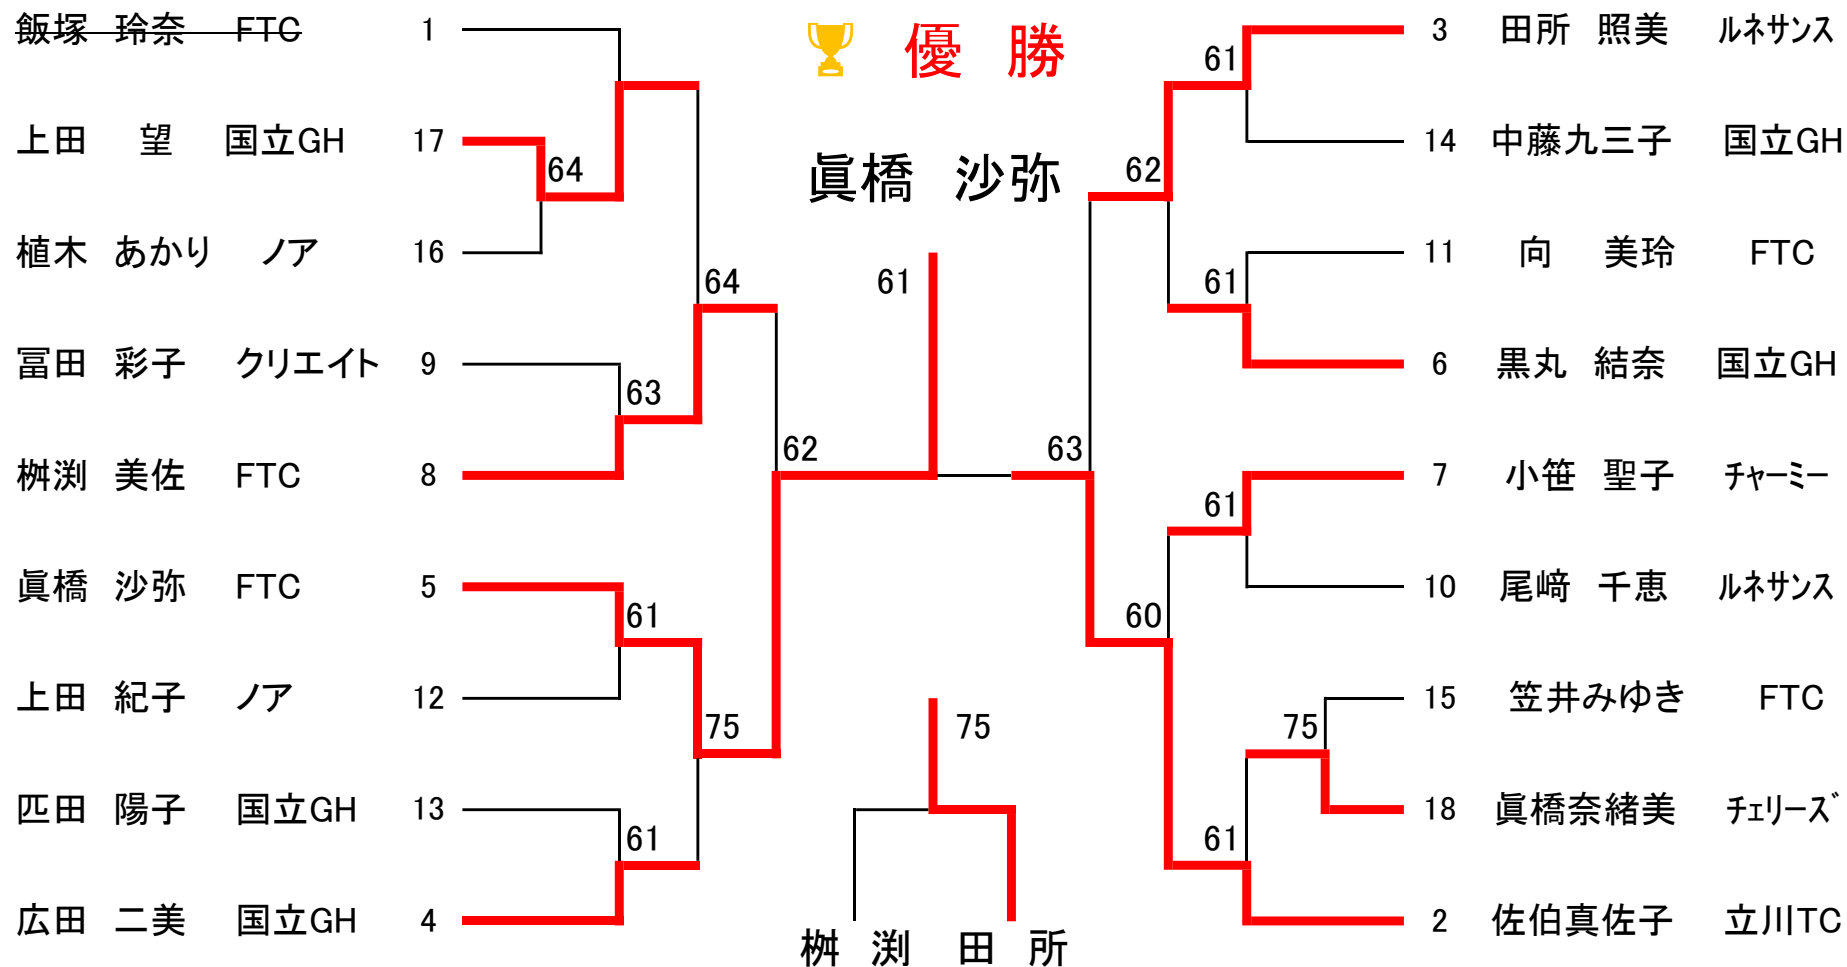 飯塚 玲奈 FTC 1
上田 望 国立GH 17
64
植木 あかり ノア 16
64
冨田 彩子 クリエイト 9
63
桝渕 美佐 FTC 8
62
眞橋 沙弥 FTC 5
61
上田 紀子 ノア 12
75
匹田 陽子 国立GH 13
61
広田 二美 国立GH 4
優 勝
眞橋 沙弥
61
75
桝 渕 田 所
3 田所 照美 ルネサンス
61
14 中藤九三子 国立GH
62
11 向 美玲 FTC
61
6 黒丸 結奈 国立GH
63
7 小笹 聖子 チャーミー
61
10 尾﨑 千恵 ルネサンス
60
15 笠井みゆき FTC
75
18 眞橋奈緒美 チェリーズ
61
2 佐伯真佐子 立川TC